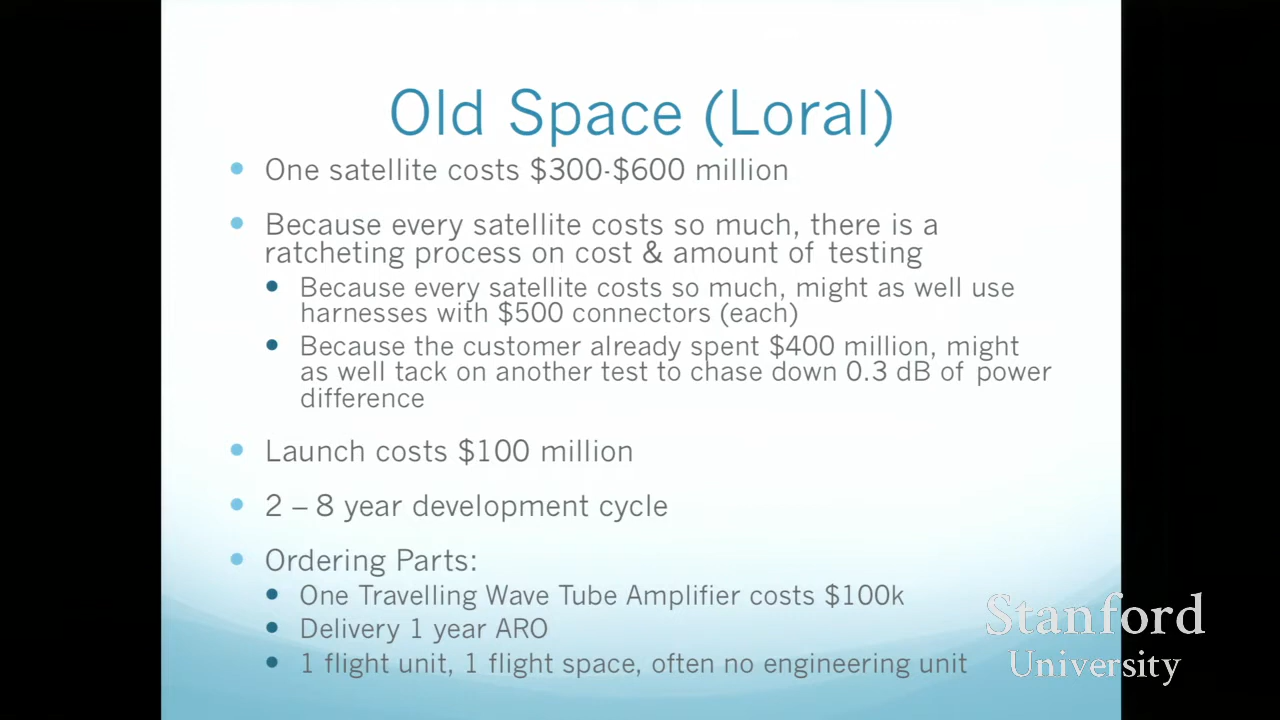 Old Space (Loral)
One satellite costs $300-$600 million
Because every satellite costs so much, there is a
ratcheting process on cost & amount of testing
Because every satellite costs so much, might as well use
harnesses with $500 connectors (each)
Because the customer already spent $400 million, might
as well tack on another test to chase down 0.3 dB of power
difference
Launch costs $100 million
2 – 8 year development cycle
Ordering Parts:
One Travelling Wave Tube Amplifier costs $100k
Delivery 1 year ARO
1 flight unit, 1 flight space, often no engineering unit
Stanford
University